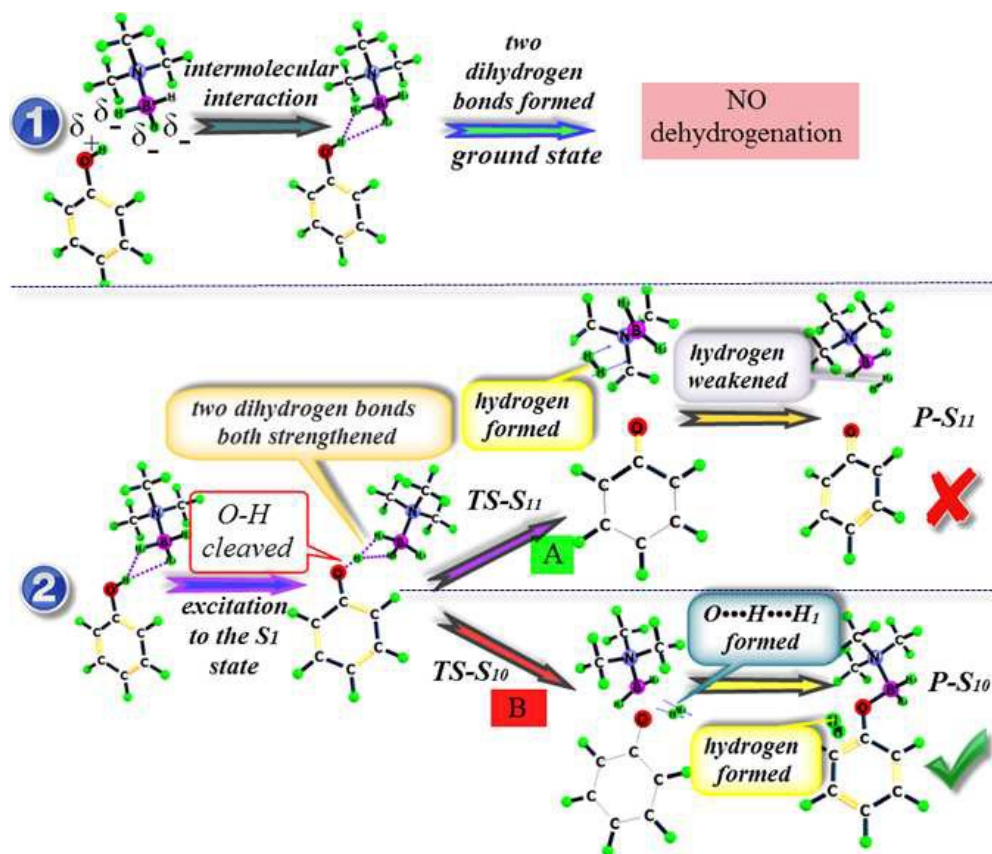 1
intermolecular
interaction
two
dihydrogen
bonds formed
ground state
NO
dehydrogenation
δ
+
δ
-
δ
-
δ
-
2
two dihydrogen bonds
both strengthened
O-H
cleaved
excitation
to the S1
state
hydrogen
formed
hydrogen
weakened
TS-S11
A
P-S11
TS-S10
B
O•••H•••H1
formed
hydrogen
formed
P-S10